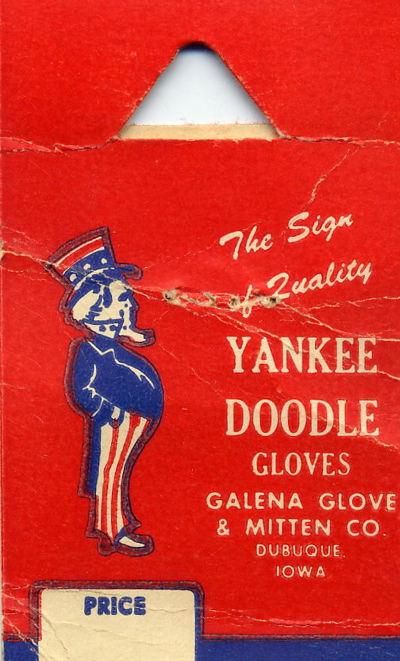 The Sign
of Quality
YANKEE
DOODLE
GLOVES
GALENA GLOVE
& MITTEN CO.
DUBUQUE.
IOWA
PRICE